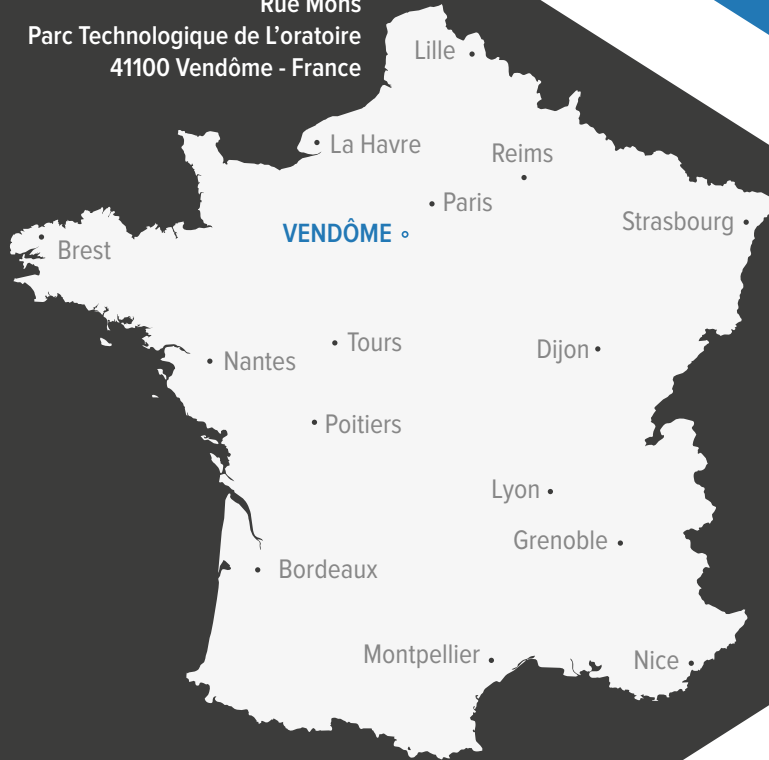 Rue Mons
Parc Technologique de L’oratoire
41100 Vendôme - France
Lille
La Havre
Reims
Paris
Strasbourg
VENDÔME
Brest
Tours
Dijon
Nantes
Poitiers
Lyon
Grenoble
Bordeaux
Montpellier
Nice